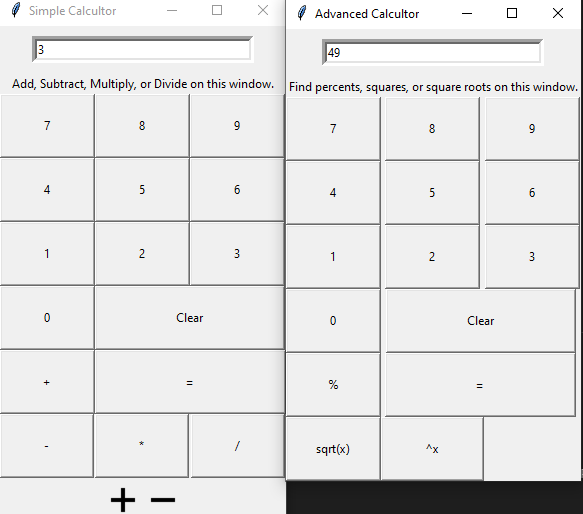 Simple Calcultor
3
Add, Subtract, Multiply, or Divide on this window.
7 8 9
4 5 6
1 2 3
0 Clear
+ =
- * /
+ −
Advanced Calcultor
49
Find percents, squares, or square roots on this window.
7 8 9
4 5 6
1 2 3
0 Clear
% =
sqrt(x) ^x